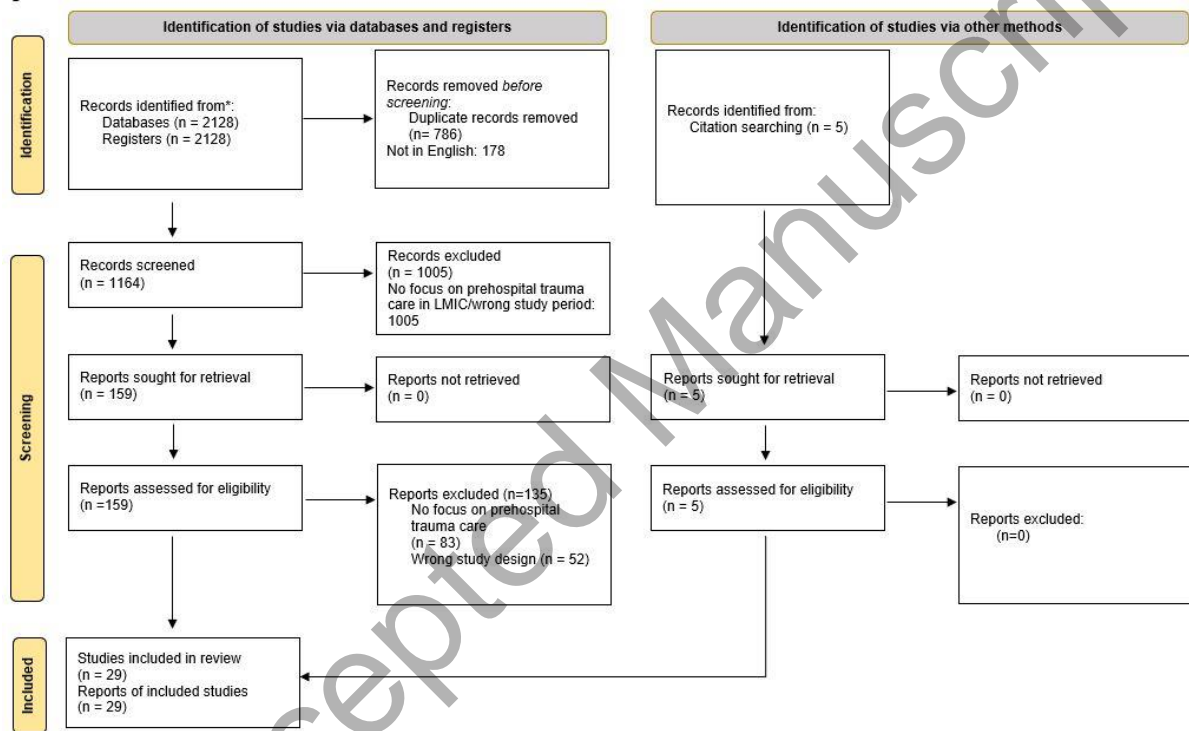 Identification of studies via databases and registers
Identification of studies via other methods
Identification
Records identified from*:
Databases (n = 2128)
Registers (n = 2128)
Records removed before
screening:
Duplicate records removed
(n= 786)
Not in English: 178
Records identified from:
Citation searching (n = 5)
Screening
Records screened
(n = 1164)
Records excluded
(n = 1005)
No focus on prehospital trauma
care in LMIC/wrong study period:
1005
Reports sought for retrieval
(n = 159)
Reports not retrieved
(n = 0)
Reports sought for retrieval
(n = 5)
Reports not retrieved
(n = 0)
Reports assessed for eligibility
(n =159)
Reports excluded (n=135)
No focus on prehospital
trauma care
(n = 83)
Wrong study design (n = 52)
Reports assessed for eligibility
(n = 5)
Reports excluded:
(n=0)
Included
Studies included in review
(n = 29)
Reports of included studies
(n = 29)
cepted Manuscrip